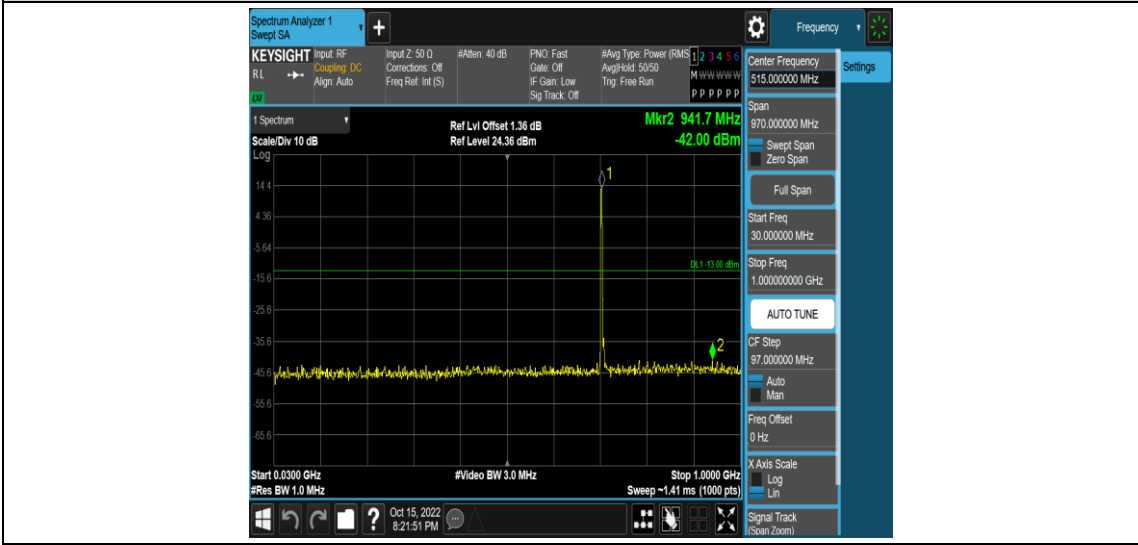 Spectrum Analyzer 1
Swept SA
+
Frequency
KEYSIGHT
RL
LW
Input: RF
Coupling: DC
Align: Auto
Input Z: 50 Ω
Corrections: Off
Freq Ref: Int (S)
#Atten: 40 dB
PNO: Fast
Gate: Off
IF Gain: Low
Sig Track: Off
#Avg Type: Power (RMS
Avg|Hold: 50/50
Trig: Free Run
1 2 3 4 5 6
M W W W W W
P P P P P P
1 Spectrum
Scale/Div 10 dB
Log
Ref Lvl Offset 1.36 dB
Ref Level 24.36 dBm
Mkr2 941.7 MHz
-42.00 dBm
1
14.4
4.36
-5.64
DL1 -13.00 dBm
-15.6
-25.6
-35.6
2
-45.6
-55.6
-65.6
Start 0.0300 GHz
#Res BW 1.0 MHz
#Video BW 3.0 MHz
Stop 1.0000 GHz
Sweep ~1.41 ms (1000 pts)
?
Oct 15, 2022
8:21:51 PM
Center Frequency
515.000000 MHz
Settings
Span
970.000000 MHz
Swept Span
Zero Span
Full Span
Start Freq
30.000000 MHz
Stop Freq
1.000000000 GHz
AUTO TUNE
CF Step
97.000000 MHz
Auto
Man
Freq Offset
0 Hz
X Axis Scale
Log
Lin
Signal Track
(Span Zoom)